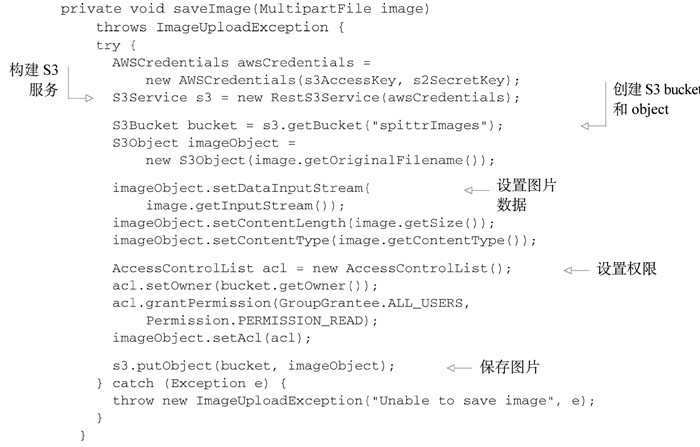 private void saveImage(MultipartFile image)
throws ImageUploadException {
try {
AWSCredentials awsCredentials =
new AWSCredentials(s3AccessKey, s2SecretKey);
构建 S3
服务
S3Service s3 = new RestS3Service(awsCredentials);
创建 S3 bucket
和 object
S3Bucket bucket = s3.getBucket("spittrImages");
S3Object imageObject =
new S3Object(image.getOriginalFilename());
imageObject.setDataInputStream(
设置图片
数据
image.getInputStream());
imageObject.setContentLength(image.getSize());
imageObject.setContentType(image.getContentType());
AccessControlList acl = new AccessControlList();
设置权限
acl.setOwner(bucket.getOwner());
acl.grantPermission(GroupGrantee.ALL_USERS,
Permission.PERMISSION_READ);
imageObject.setAcl(acl);
s3.putObject(bucket, imageObject);
保存图片
} catch (Exception e) {
throw new ImageUploadException("Unable to save image", e);
}
}